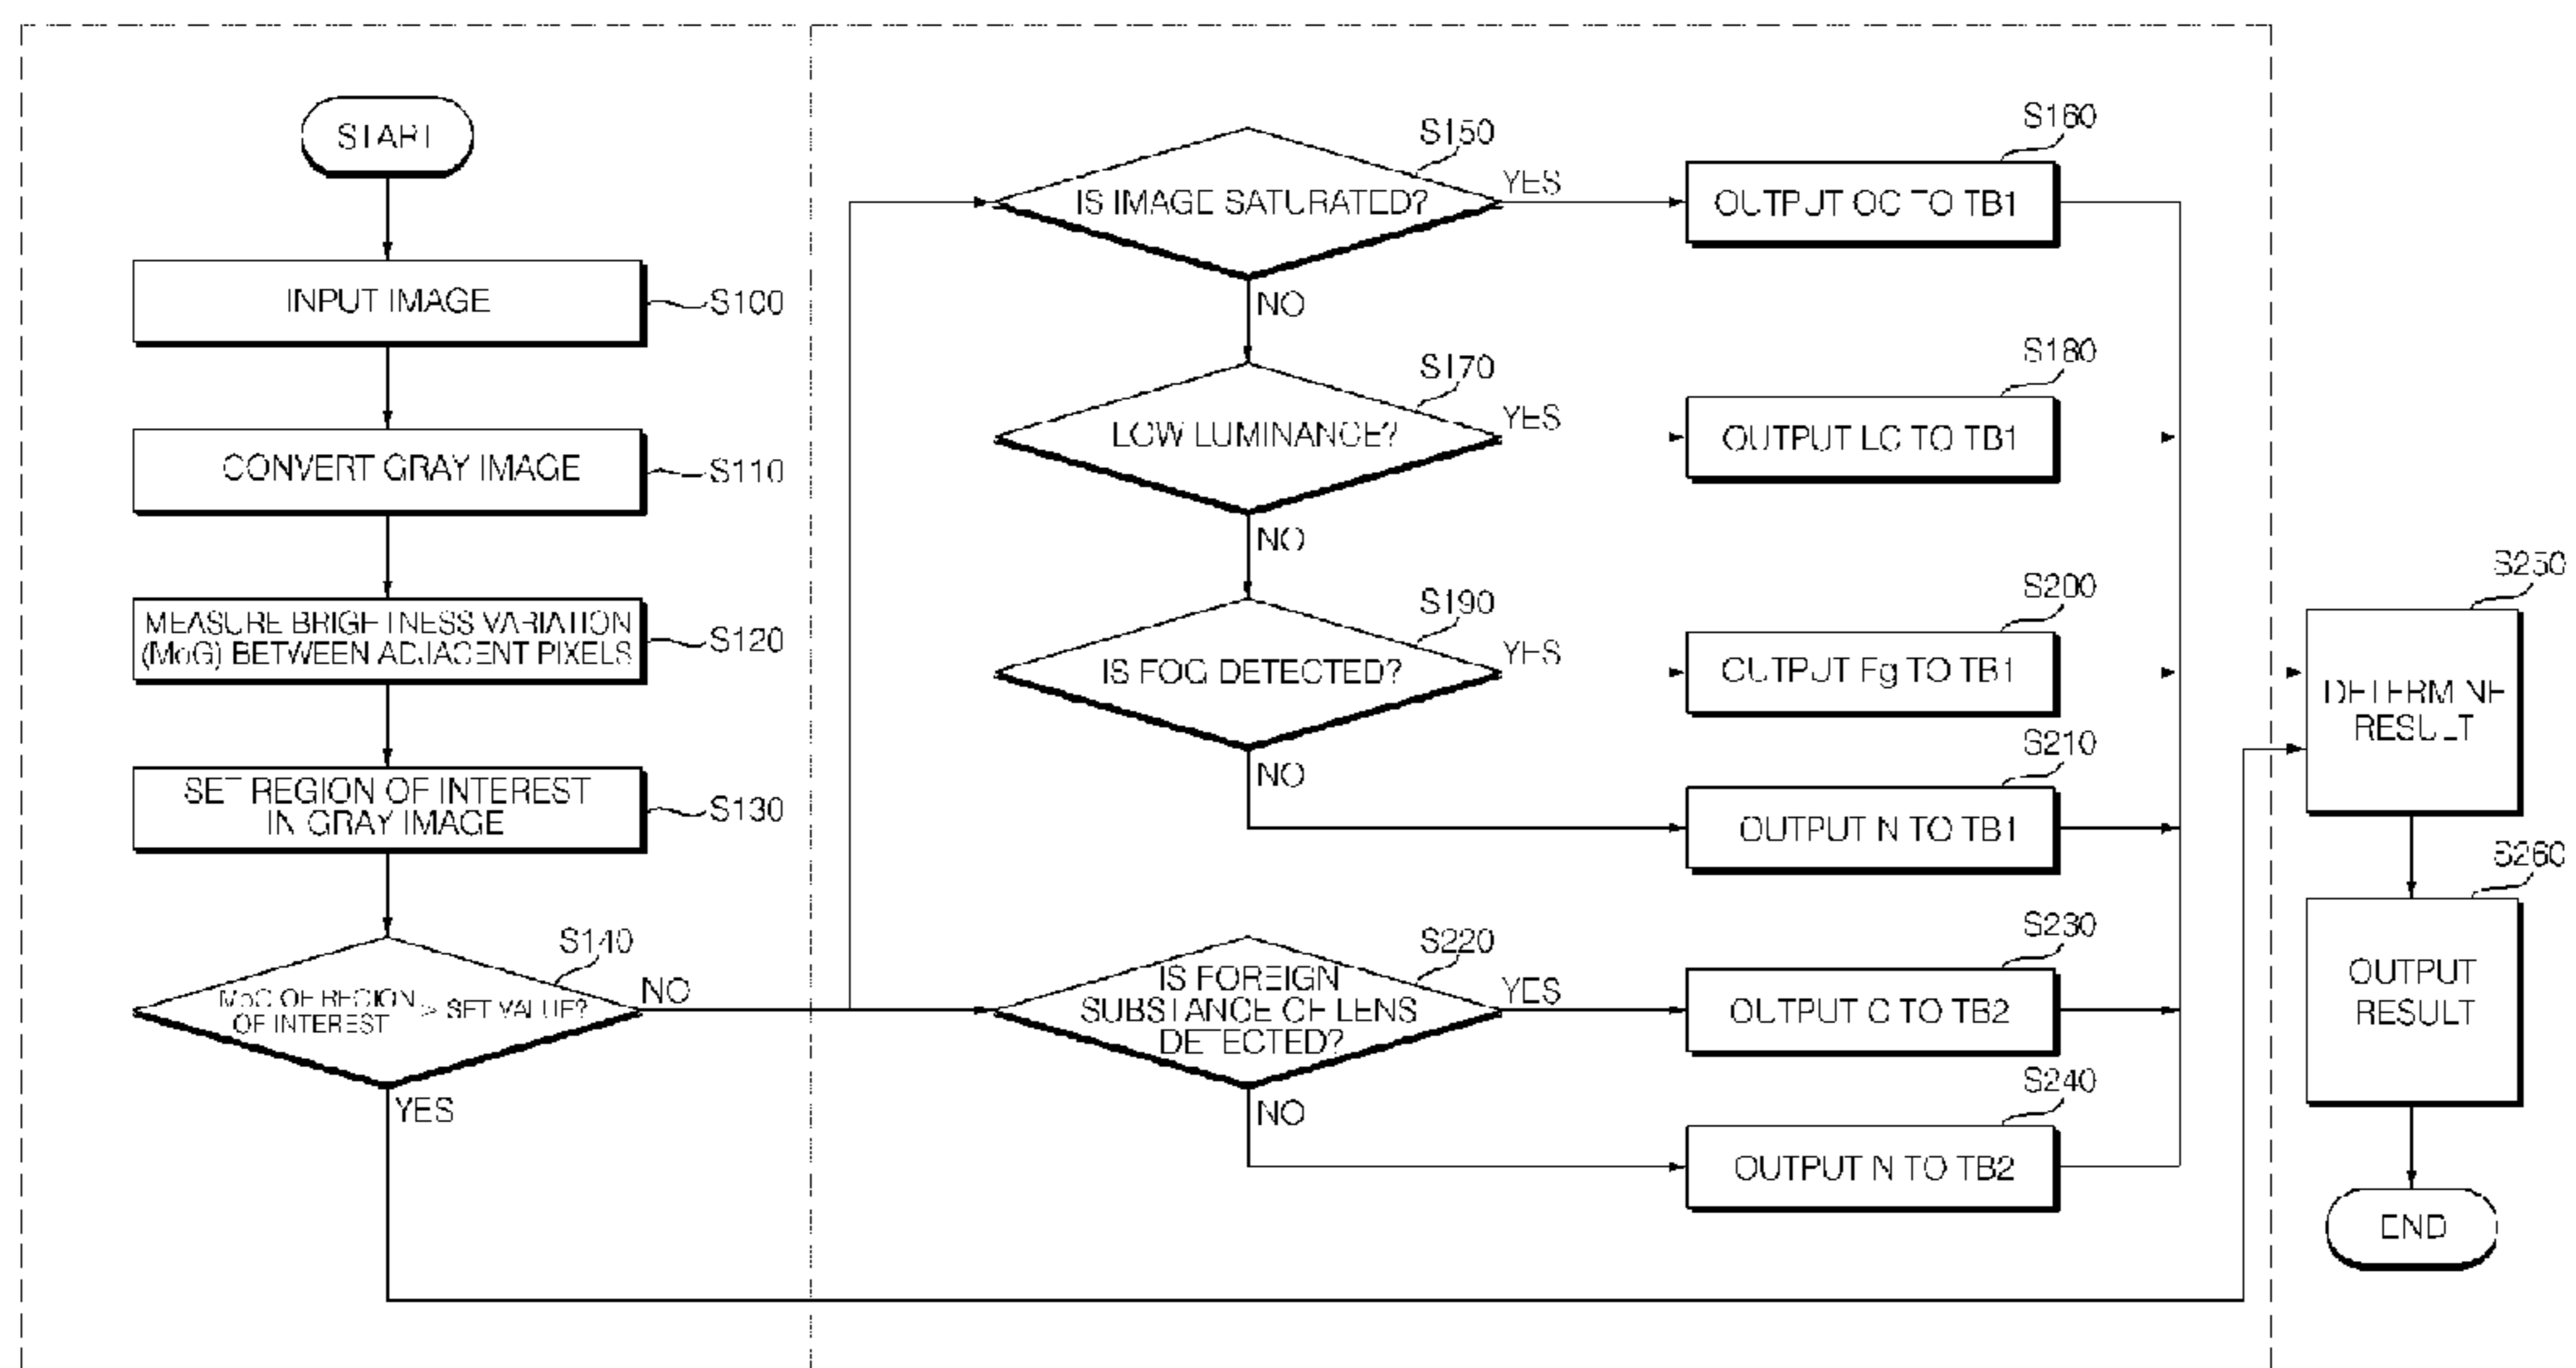 START
INPUT IMAGE
S100
CONVERT GRAY IMAGE
S110
MEASURE BRIGHTNESS VARIATION
(MoG) BETWEEN ADJACENT PIXELS
S120
SET REGION OF INTEREST
IN GRAY IMAGE
S130
S140
MoG OF REGION
OF INTEREST
> SET VALUE?
NO
YES
S150
IS IMAGE SATURATED?
YES
NO
S160
OUTPUT OC TO TB1
S170
LOW LUMINANCE?
YES
NO
S180
OUTPUT LC TO TB1
S190
IS FOG DETECTED?
YES
NO
S200
OUTPUT Fg TO TB1
S210
OUTPUT N TO TB1
S220
IS FOREIGN
SUBSTANCE OF LENS
DETECTED?
YES
NO
S230
OUTPUT C TO TB2
S240
OUTPUT N TO TB2
S250
DETERMINE
RESULT
S260
OUTPUT
RESULT
END